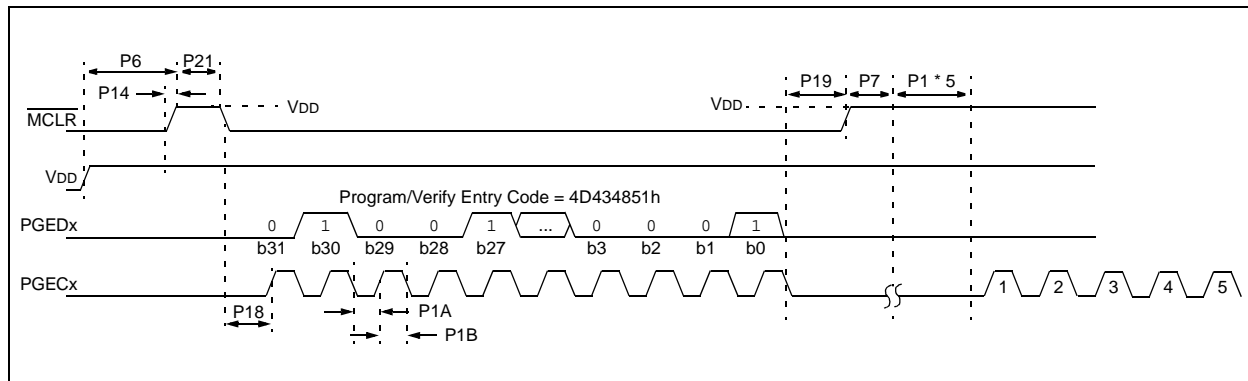 P6 P21 P19 P7 P1 * 5
P14 VDD VDD
MCLR
VDD
Program/Verify Entry Code = 4D434851h
PGEDx 0 1 0 0 1 ... 0 0 0 1
b31 b30 b29 b28 b27 b3 b2 b1 b0
PGECx 1 2 3 4 5
P18 P1A
P1B